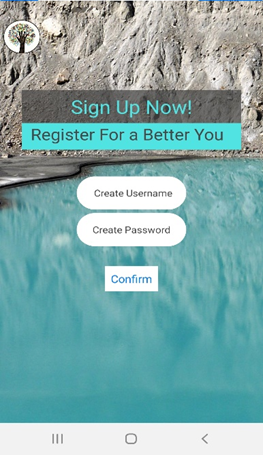 Sign Up Now!
Register For a Better You
Create Username
Create Password
Confirm